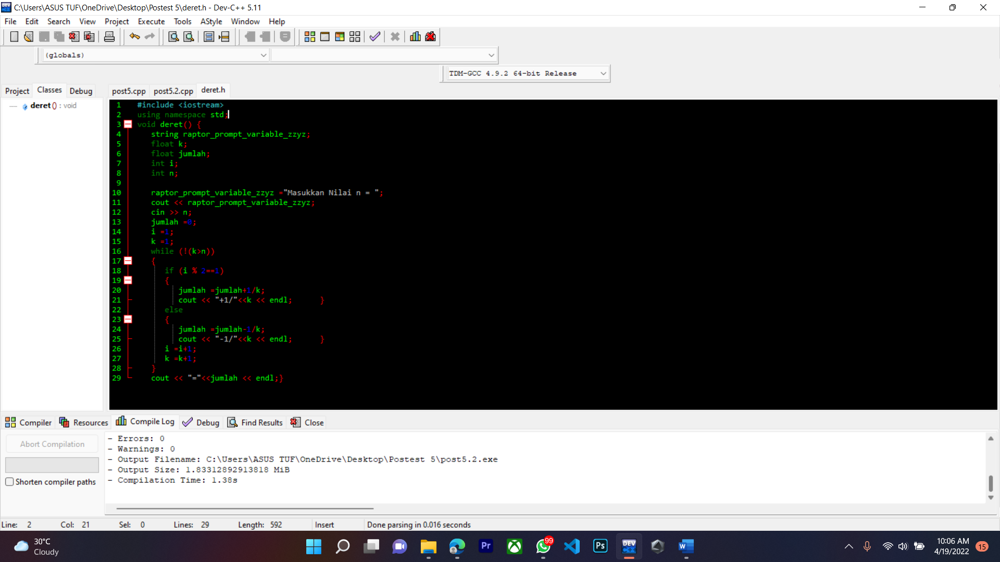 C:\Users\ASUS TUF\OneDrive\Desktop\Postest 5\deret.h - Dev-C++ 5.11
File Edit Search View Project Execute Tools AStyle Window Help
(globals)
TDM-GCC 4.9.2 64-bit Release
Project Classes Debug
post5.cpp post5.2.cpp deret.h
deret () : void
1 #include <iostream>
2 using namespace std;
3 void deret() {
4 string raptor_prompt_variable_zzyz;
5 float k;
6 float jumlah;
7 int i;
8 int n;
9
10 raptor_prompt_variable_zzyz ="Masukkan Nilai n = ";
11 cout << raptor_prompt_variable_zzyz;
12 cin >> n;
13 jumlah =0;
14 i =1;
15 k =1;
16 while (!(k>n))
17 {
18 if (i % 2==1)
19 {
20 jumlah =jumlah+1/k;
21 cout << "+1/"<<k << endl; }
22 else
23 {
24 jumlah =jumlah-1/k;
25 cout << "-1/"<<k << endl; }
26 i =i+1;
27 k =k+1;
28 }
29 cout << "="<<jumlah << endl;}
Compiler Resources Compile Log Debug Find Results Close
Abort Compilation
Shorten compiler paths
- Errors: 0
- Warnings: 0
- Output Filename: C:\Users\ASUS TUF\OneDrive\Desktop\Postest 5\post5.2.exe
- Output Size: 1.83312892913818 MiB
- Compilation Time: 1.38s
Line: 2 Col: 21 Sel: 0 Lines: 29 Length: 592 Insert Done parsing in 0.016 seconds
30°C
Cloudy
Pr
99
Ps
DEV
C++
W
10:06 AM
4/19/2022
15